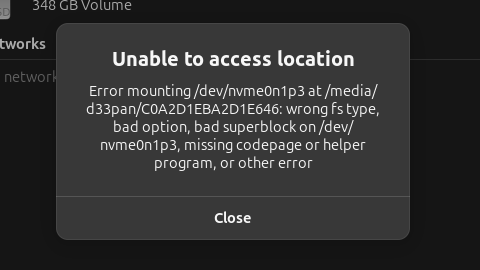 348 GB Volume
tworks
network
Unable to access location
Error mounting /dev/nvme0n1p3 at /media/
d33pan/C0A2D1EBA2D1E646: wrong fs type,
bad option, bad superblock on /dev/
nvme0n1p3, missing codepage or helper
program, or other error
Close